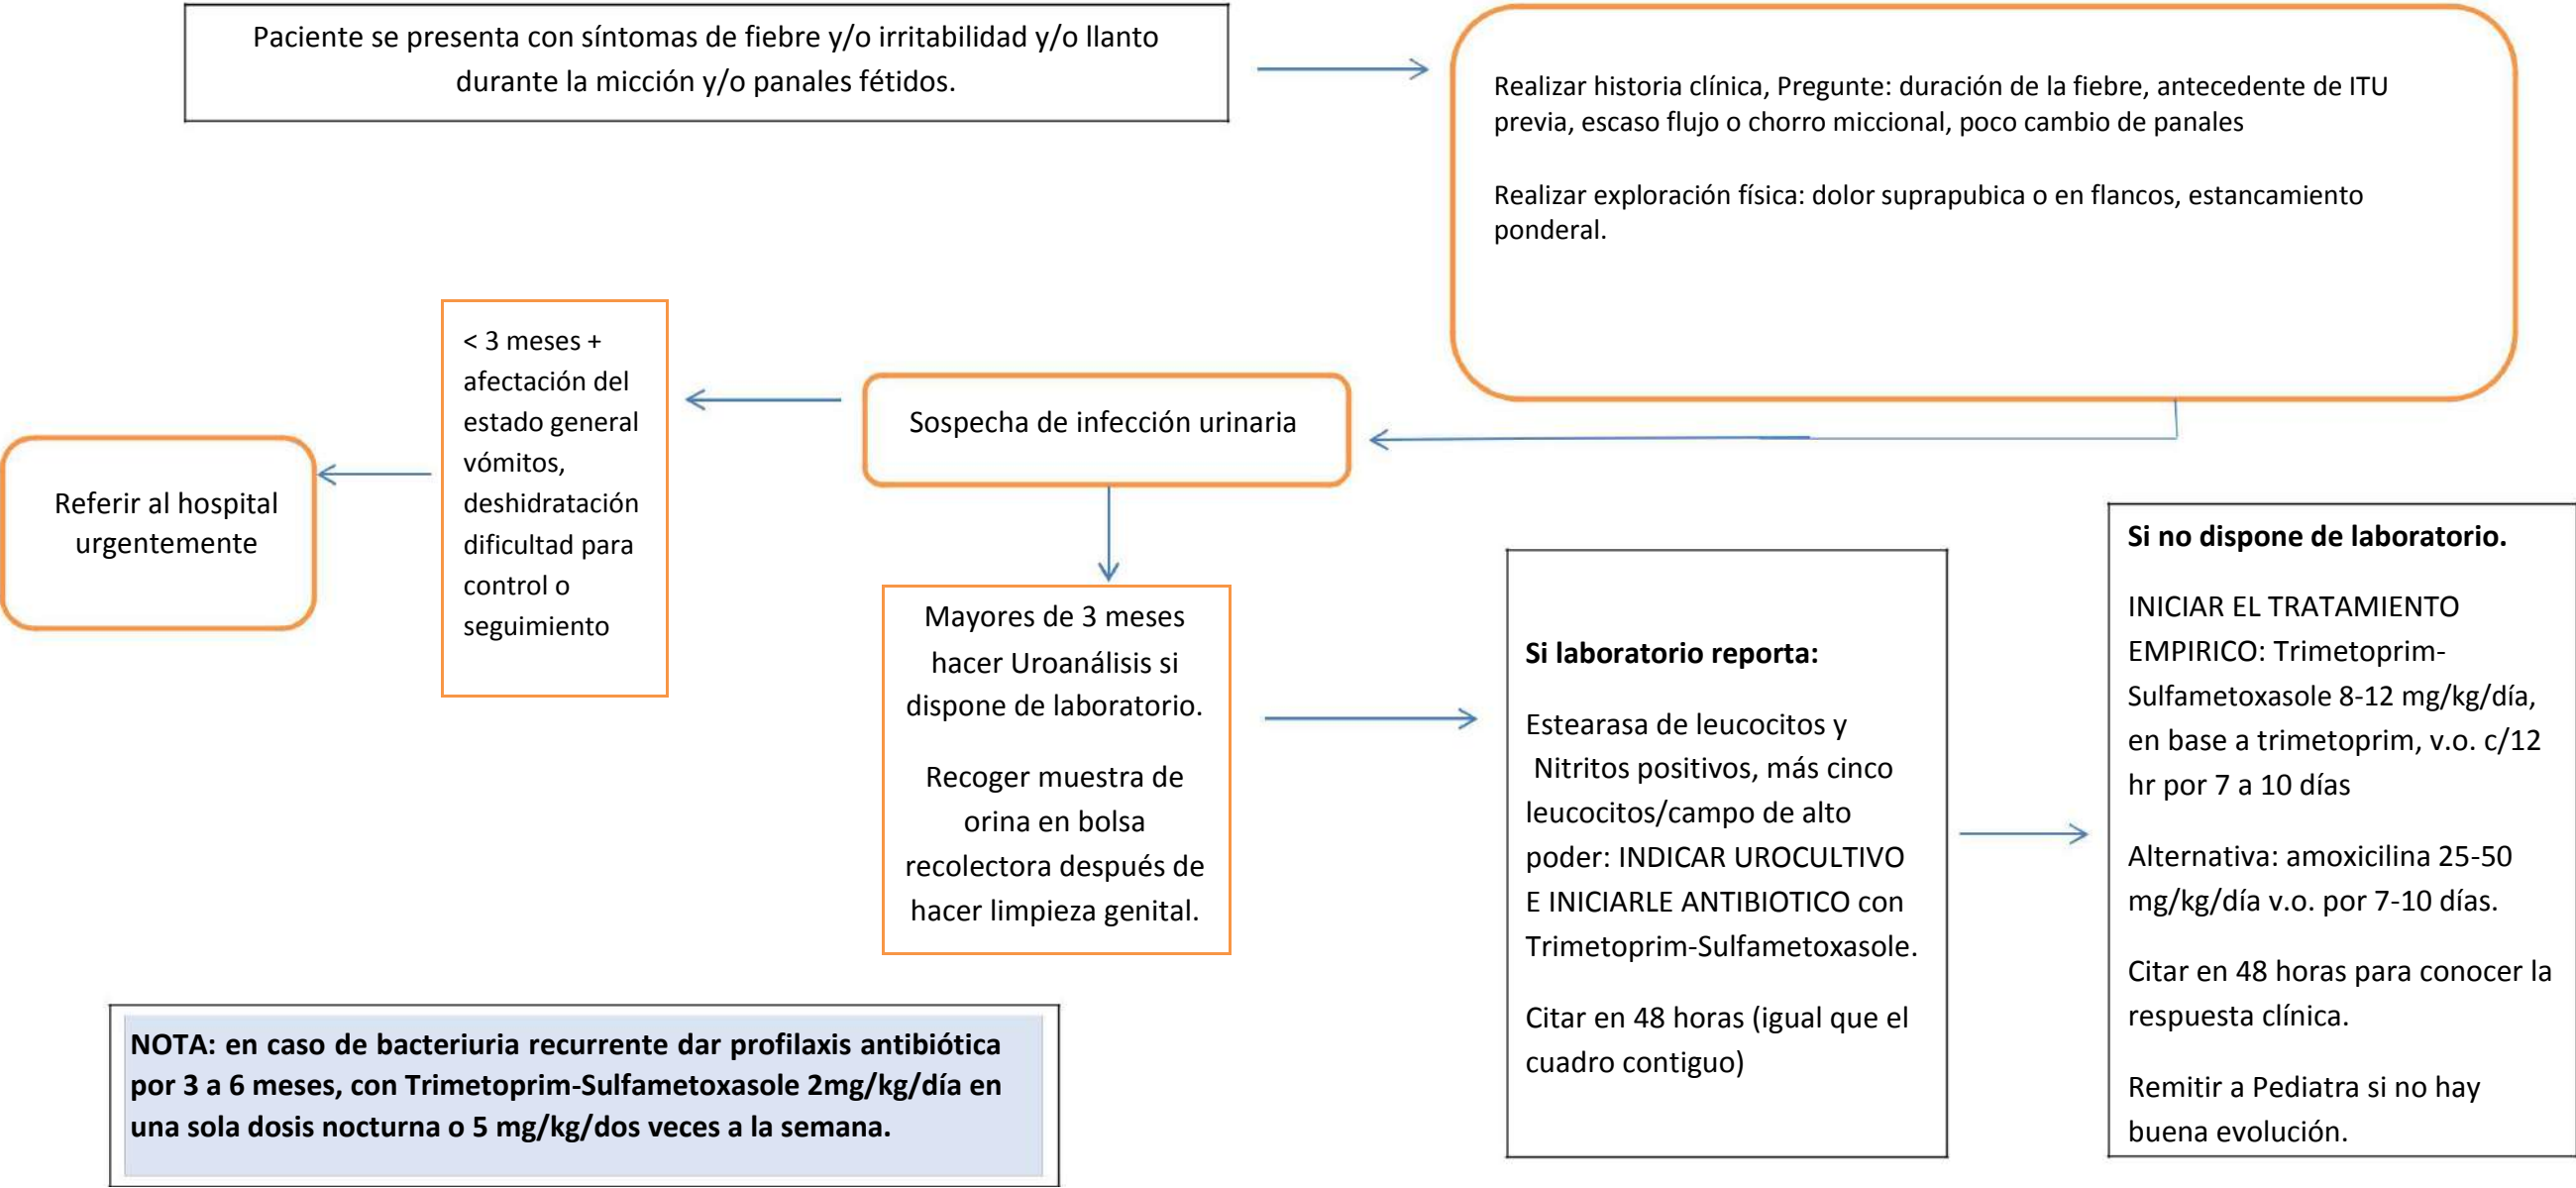 Paciente se presenta con síntomas de fiebre y/o irritabilidad y/o llanto
durante la micción y/o panales fétidos.
Realizar historia clínica, Pregunte: duración de la fiebre, antecedente de ITU
previa, escaso flujo o chorro miccional, poco cambio de panales
Realizar exploración física: dolor suprapubica o en flancos, estancamiento
ponderal.
Sospecha de infección urinaria
< 3 meses +
afectación del
estado general
vómitos,
deshidratación
dificultad para
control o
seguimiento
Referir al hospital
urgentemente
Mayores de 3 meses
hacer Uroanálisis si
dispone de laboratorio.
Recoger muestra de
orina en bolsa
recolectora después de
hacer limpieza genital.
Si laboratorio reporta:
Estearasa de leucocitos y
Nitritos positivos, más cinco
leucocitos/campo de alto
poder: INDICAR UROCULTIVO
E INICIARLE ANTIBIOTICO con
Trimetoprim-Sulfametoxasole.
Citar en 48 horas (igual que el
cuadro contiguo)
Si no dispone de laboratorio.
INICIAR EL TRATAMIENTO
EMPIRICO: Trimetoprim-
Sulfametoxasole 8-12 mg/kg/día,
en base a trimetoprim, v.o. c/12
hr por 7 a 10 días
Alternativa: amoxicilina 25-50
mg/kg/día v.o. por 7-10 días.
Citar en 48 horas para conocer la
respuesta clínica.
Remitir a Pediatra si no hay
buena evolución.
NOTA: en caso de bacteriuria recurrente dar profilaxis antibiótica
por 3 a 6 meses, con Trimetoprim-Sulfametoxasole 2mg/kg/día en
una sola dosis nocturna o 5 mg/kg/dos veces a la semana.